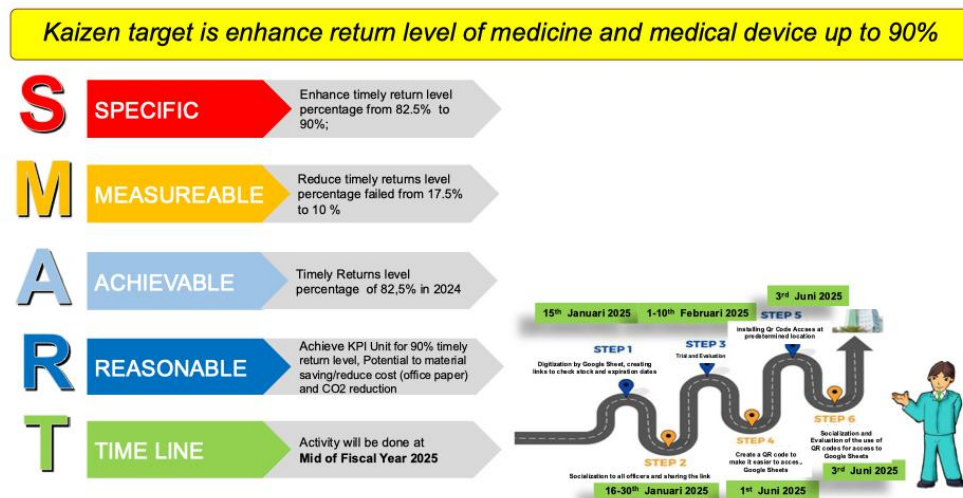 Kaizen target is enhance return level of medicine and medical device up to 90%
S
SPECIFIC
Enhance timely return level
percentage from 82.5% to
90%;
M
MEASUREABLE
Reduce timely returns level
percentage failed from 17.5%
to 10 %
A
ACHIEVABLE
Timely Returns level
percentage of 82,5% in 2024
R
REASONABLE
Achieve KPI Unit for 90% timely
return level, Potential to material
saving/reduce cost (office paper)
and CO2 reduction
T
TIME LINE
Activity will be done at
Mid of Fiscal Year 2025
15th Januari 2025
STEP 1
Digitization by Google Sheet, creating
links to check stock and expiration dates
STEP 2
Socialization to all officers and sharing the link
16-30th Januari 2025
1-10th Februari 2025
STEP 3
Trial and Evaluation
STEP 4
Create a QR code to
make it easier to acces..
Google Sheets
1st Juni 2025
3rd Juni 2025
STEP 5
Installing Qr Code Access at
predetermined location
STEP 6
Socialization and
Evaluation of the use of
QR codes for access to
Google Sheets
3rd Juni 2025